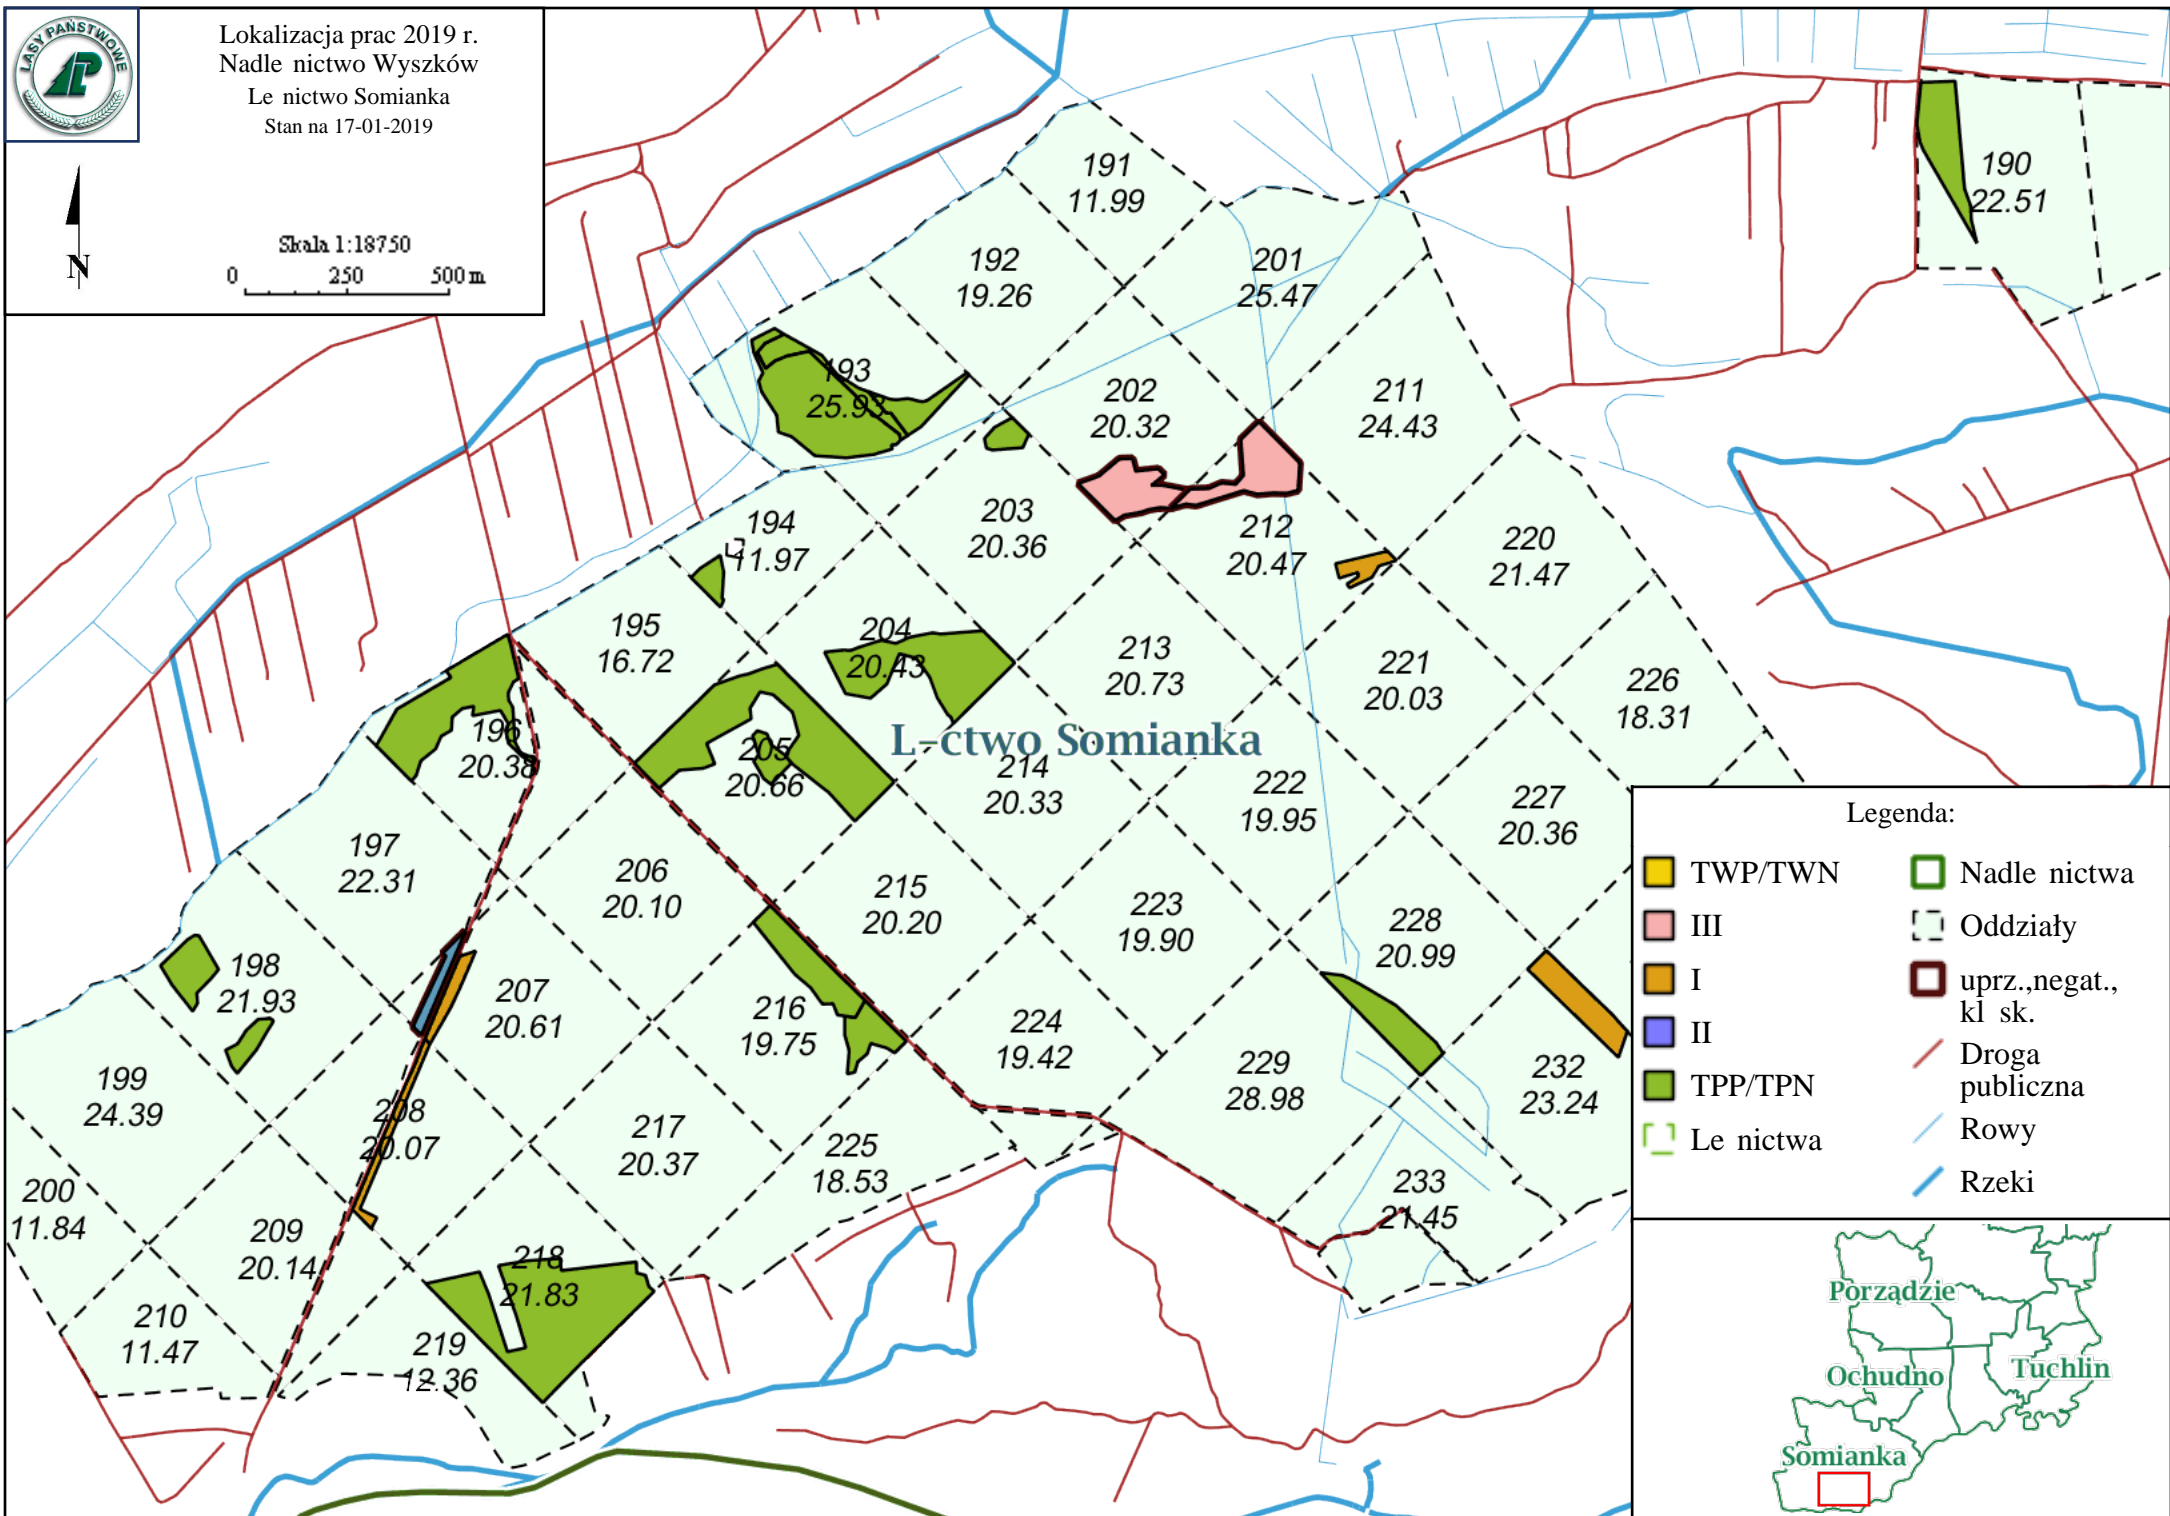 LASY PAŃSTWOWE
LP
Lokalizacja prac 2019 r.
Nadle nictwo Wyszków
Le nictwo Somianka
Stan na 17-01-2019
N
Skala 1:18750
0 250 500 m
190
22.51
191
11.99
192
19.26
201
25.47
193
25.93
202
20.32
211
24.43
194
11.97
203
20.36
212
20.47
220
21.47
195
16.72
204
20.43
213
20.73
221
20.03
226
18.31
196
20.38
205
20.66
L-ctwo Somianka
214
20.33
222
19.95
227
20.36
197
22.31
206
20.10
215
20.20
223
19.90
228
20.99
198
21.93
207
20.61
216
19.75
224
19.42
229
28.98
232
23.24
199
24.39
208
20.07
217
20.37
225
18.53
233
21.45
200
11.84
209
20.14
218
21.83
210
11.47
219
12.36
Legenda:
TWP/TWN
III
I
II
TPP/TPN
Le nictwa
Nadle nictwa
Oddziały
uprz.,negat.,
kl sk.
Droga
publiczna
Rowy
Rzeki
Porządzie
Ochudno
Tuchlin
Somianka